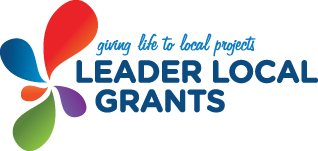 giving life to local projects
LEADER LOCAL
GRANTS